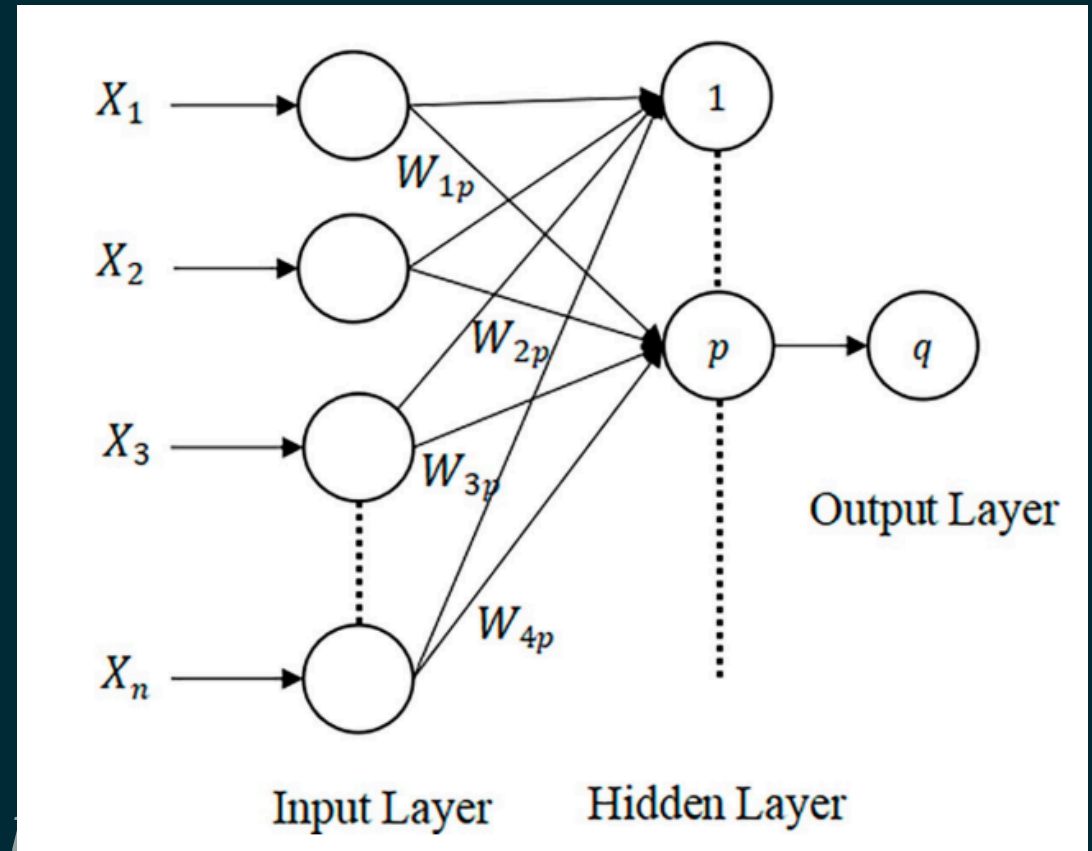 X₁
1
W₁ₚ
X₂
W₂ₚ
p
q
X₃
W₃ₚ
Output Layer
W₄ₚ
Xₙ
Input Layer
Hidden Layer